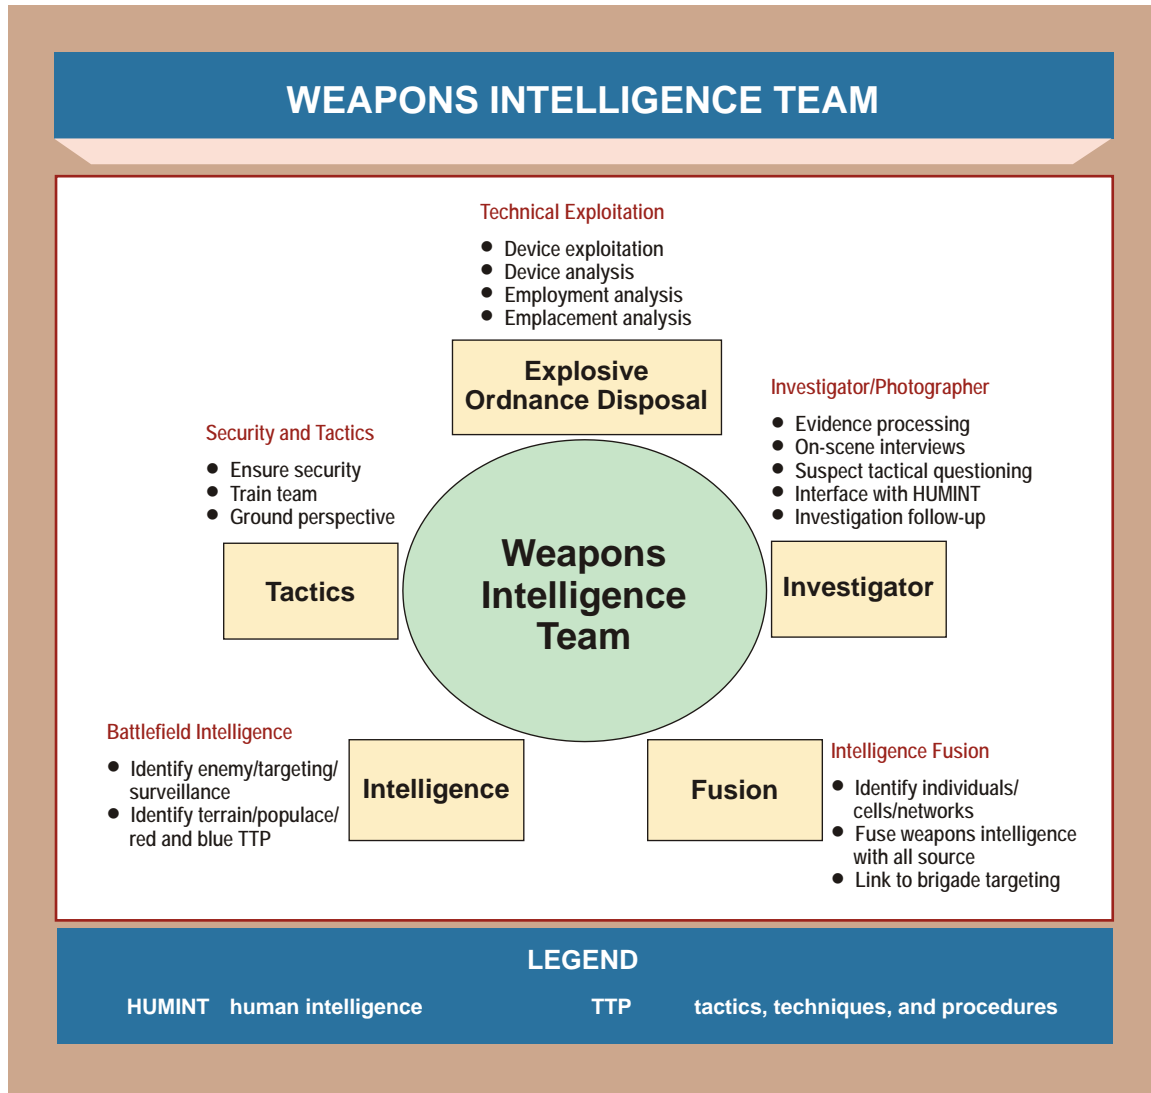 WEAPONS INTELLIGENCE TEAM
Technical Exploitation
● Device exploitation
● Device analysis
● Employment analysis
● Emplacement analysis
Explosive
Ordnance Disposal
Investigator/Photographer
● Evidence processing
● On-scene interviews
● Suspect tactical questioning
● Interface with HUMINT
● Investigation follow-up
Investigator
Security and Tactics
● Ensure security
● Train team
● Ground perspective
Tactics
Weapons
Intelligence
Team
Battlefield Intelligence
● Identify enemy/targeting/
surveillance
● Identify terrain/populace/
red and blue TTP
Intelligence
Fusion
Intelligence Fusion
● Identify individuals/
cells/networks
● Fuse weapons intelligence
with all source
● Link to brigade targeting
LEGEND
HUMINT human intelligence
TTP tactics, techniques, and procedures